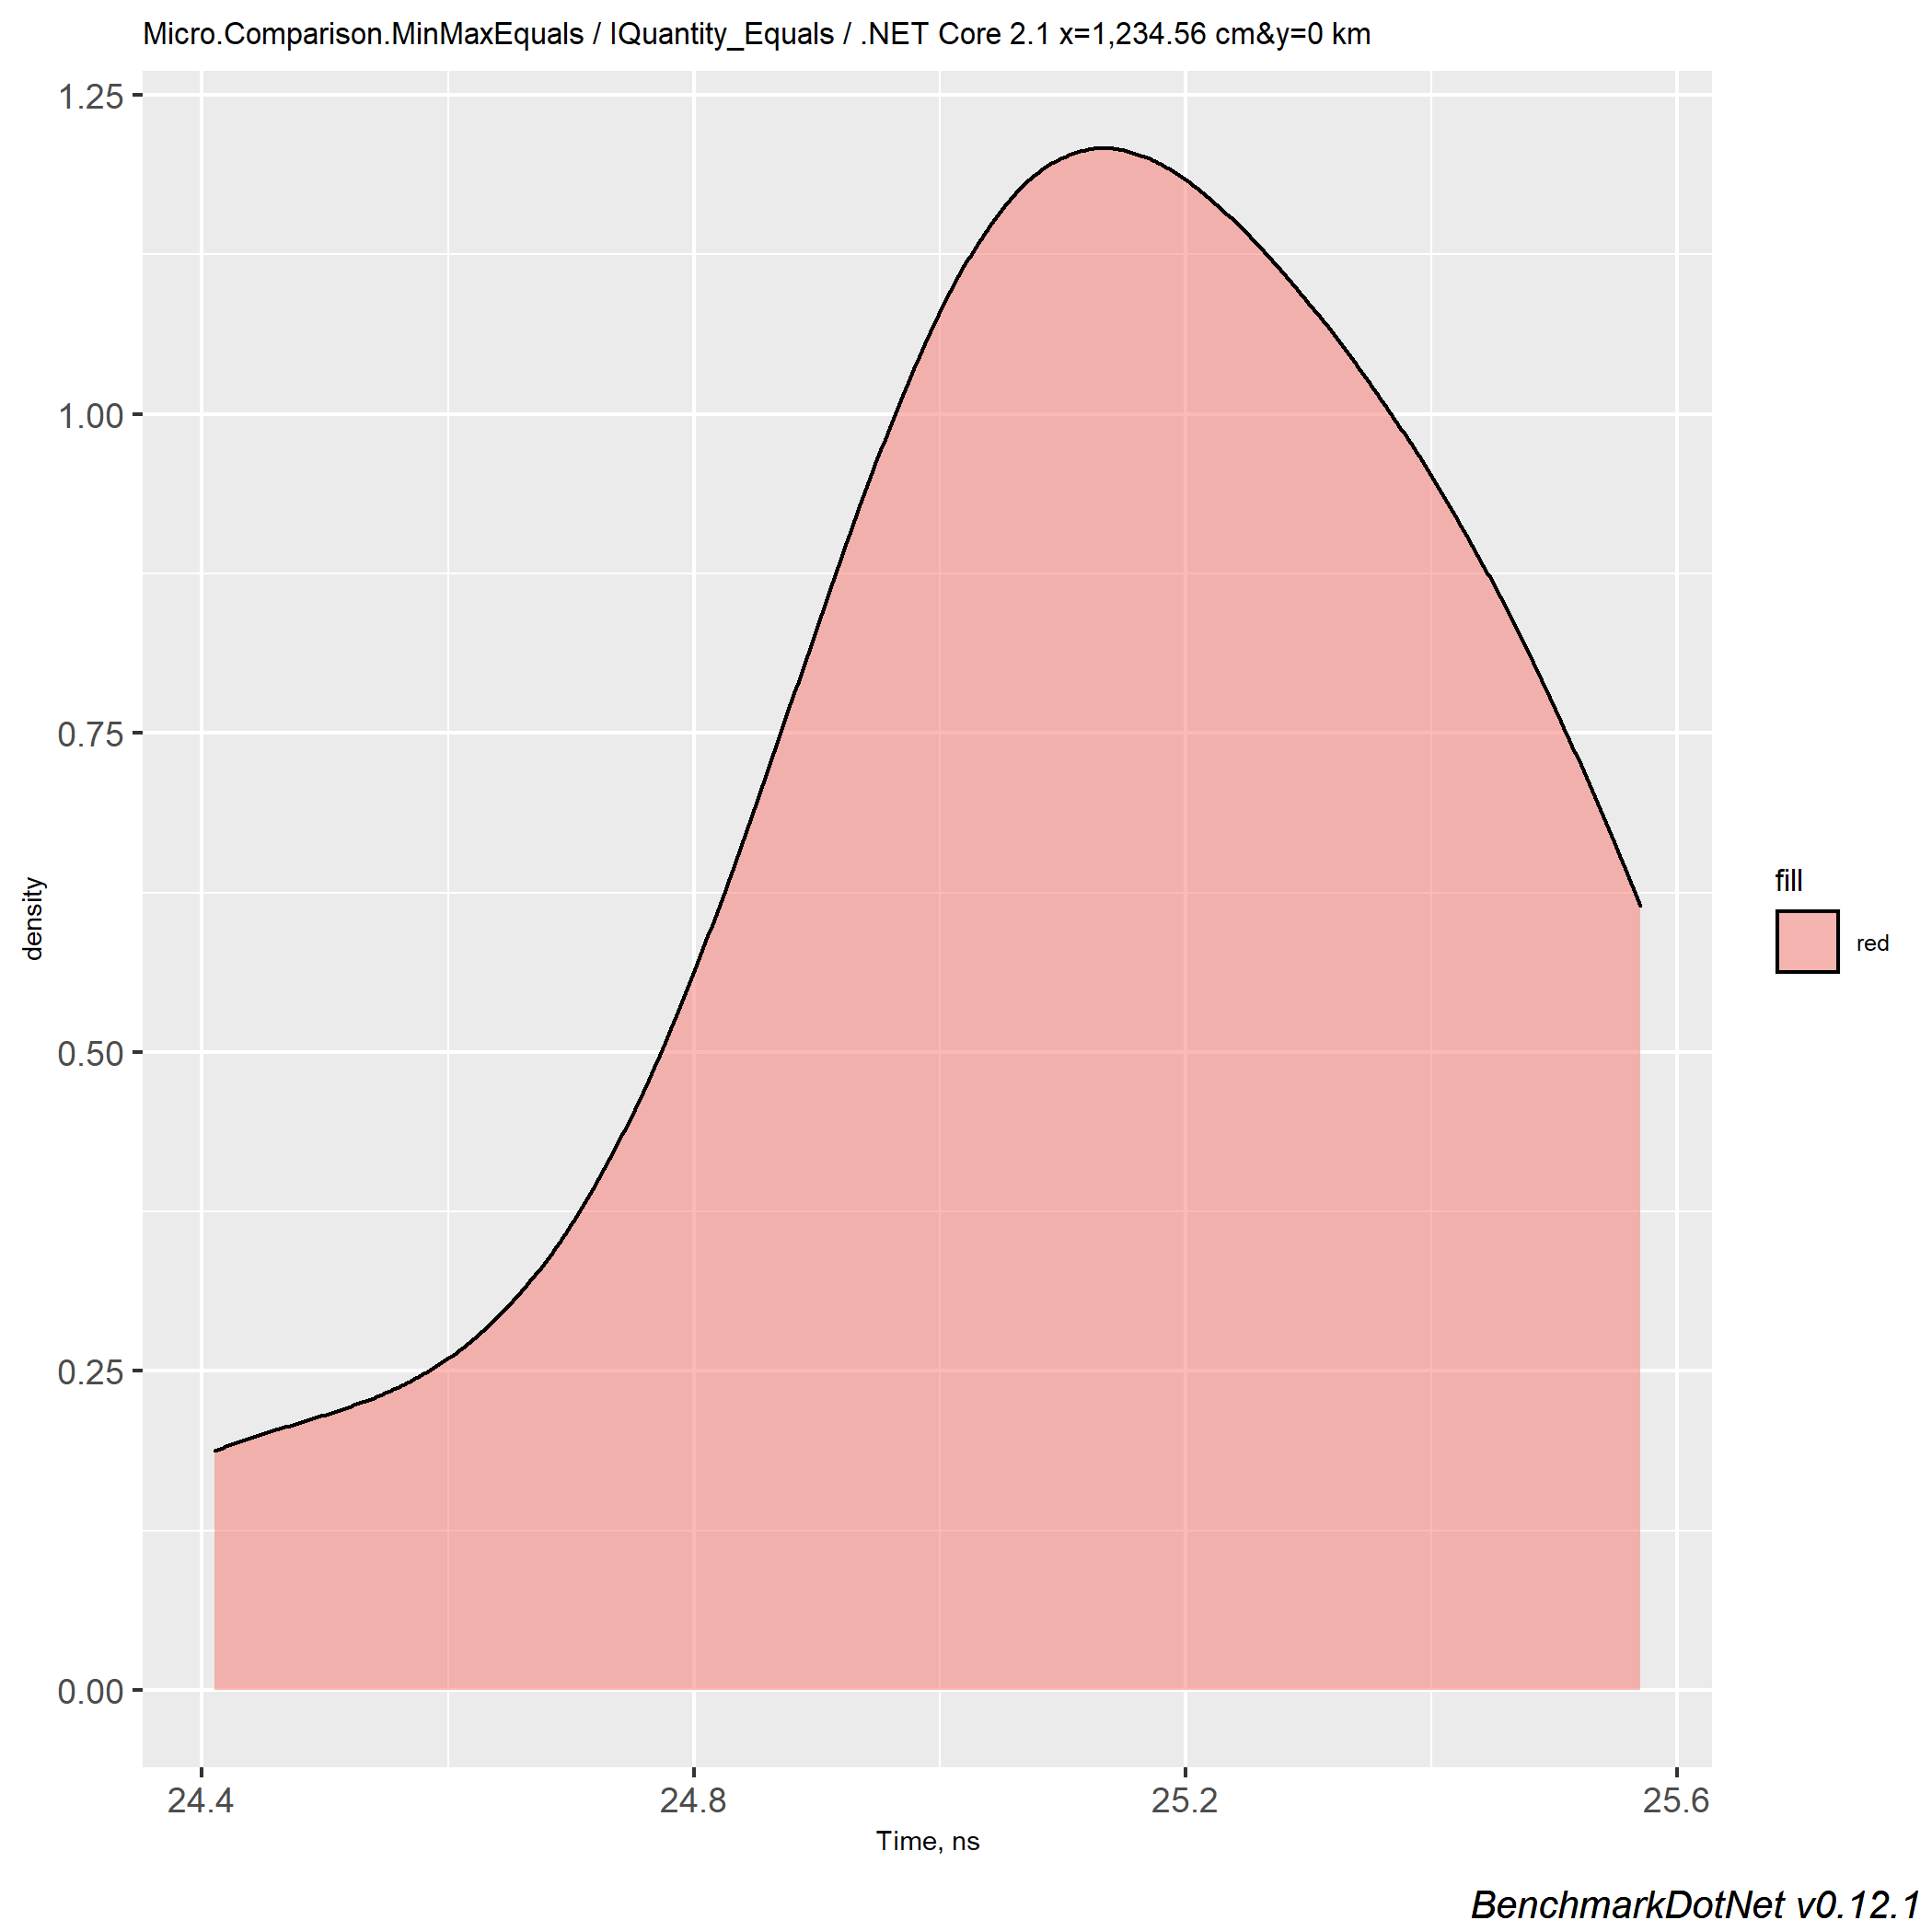 Micro.Comparison.MinMaxEquals / IQuantity_Equals / .NET Core 2.1 x=1,234.56 cm&y=0 km
1.25
1.00
0.75
0.50
0.25
0.00
density
24.4 24.8 25.2 25.6
Time, ns
fill
red
BenchmarkDotNet v0.12.1